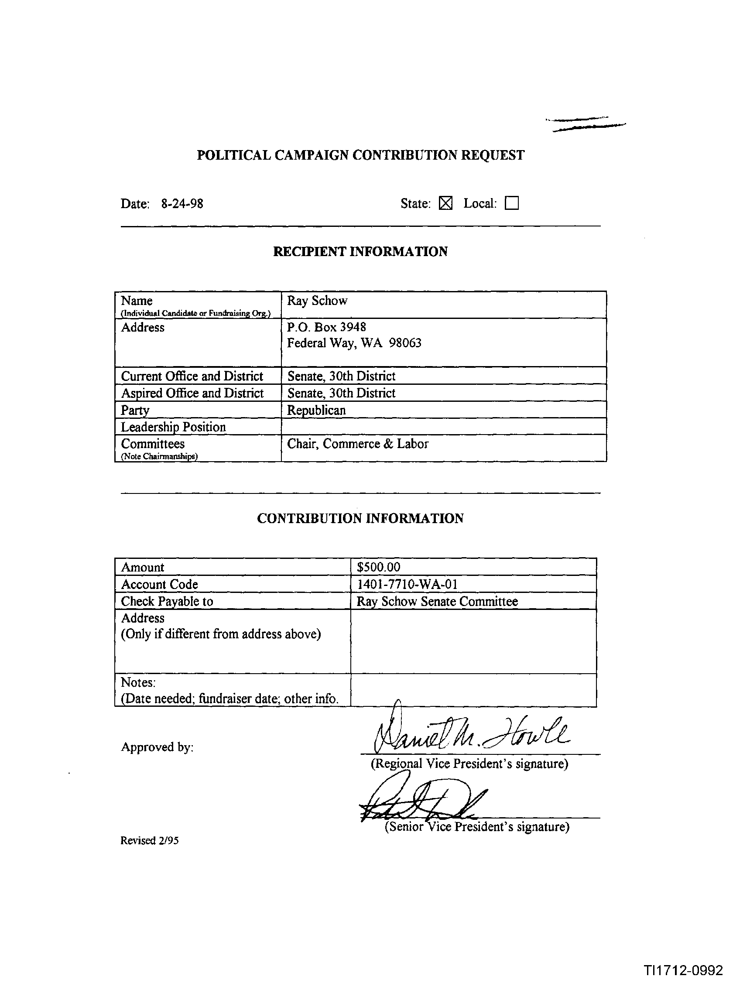 POLITICAL CAMPAIGN CONTRIBUTION REQUEST
Date: 8-24-98 State: ☒ Local: ☐
RECIPIENT INFORMATION
Name Ray Schow
(Individual Candidate or Fundraising Org.)
Address P.O. Box 3948
Federal Way, WA 98063
Current Office and District Senate, 30th District
Aspired Office and District Senate, 30th District
Party Republican
Leadership Position
Committees Chair, Commerce & Labor
(Note Chairmanships)
CONTRIBUTION INFORMATION
Amount $500.00
Account Code 1401-7710-WA-01
Check Payable to Ray Schow Senate Committee
Address
(Only if different from address above)
Notes:
(Date needed; fundraiser date; other info.
Daniel M. Howle
Approved by:
(Regional Vice President's signature)
(Senior Vice President's signature)
Revised 2/95
TI1712-0992